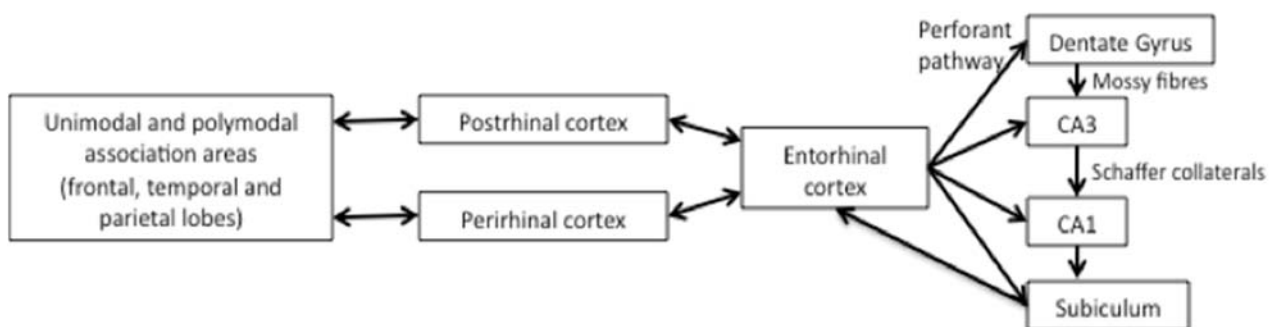 Unimodal and polymodal
association areas
(frontal, temporal and
parietal lobes)
Postrhinal cortex
Perirhinal cortex
Entorhinal
cortex
Perforant
pathway
Dentate Gyrus
Mossy fibres
CA3
Schaffer collaterals
CA1
Subiculum